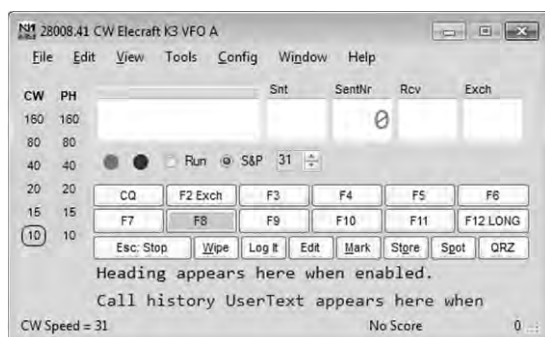 28008.41 CW Elecraft K3 VFO A
File Edit View Tools Config Window Help
CW PH Snt SentNr Rcv Exch
160 160 0
80 80
40 40 Run S&P 31
20 20 CQ F2 Exch F3 F4 F5 F6
15 15 F7 F8 F9 F10 F11 F12 LONG
10 10 Esc: Stop Wipe Log It Edit Mark Store Spot QRZ
Heading appears here when enabled.
Call history UserText appears here when
CW Speed = 31 No Score 0